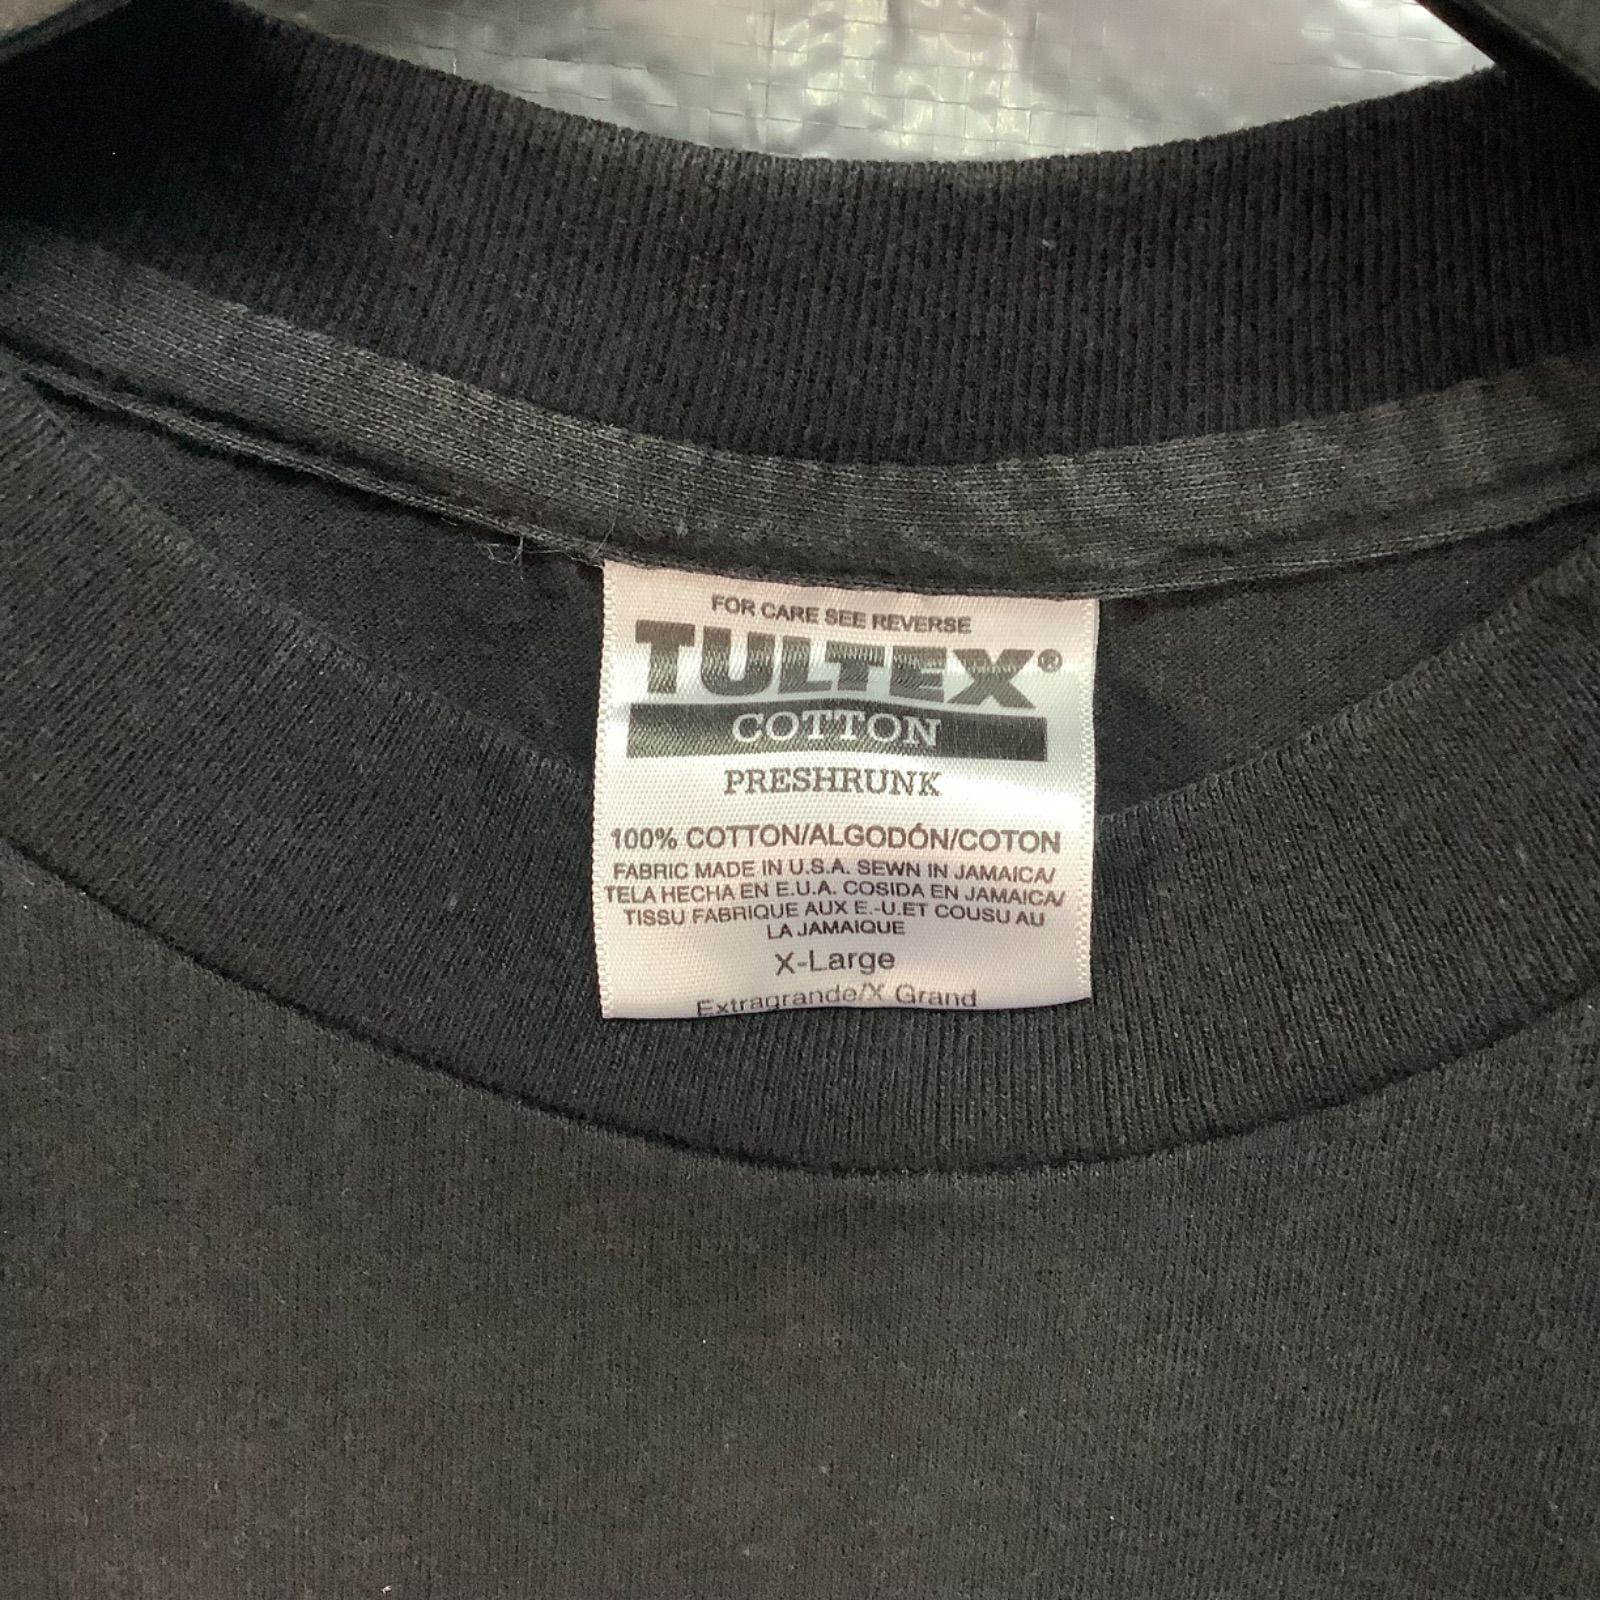 FOR CARE SEE REVERSE
TULTEX®
COTTON
PRESHRUNK
100% COTTON/ALGODÓN/COTON
FABRIC MADE IN U.S.A. SEWN IN JAMAICA/
TELA HECHA EN E.U.A. COSIDA EN JAMAICA/
TISSU FABRIQUE AUX E.-U.ET COUSU AU
LA JAMAIQUE
X-Large
Extragrande/X Grand